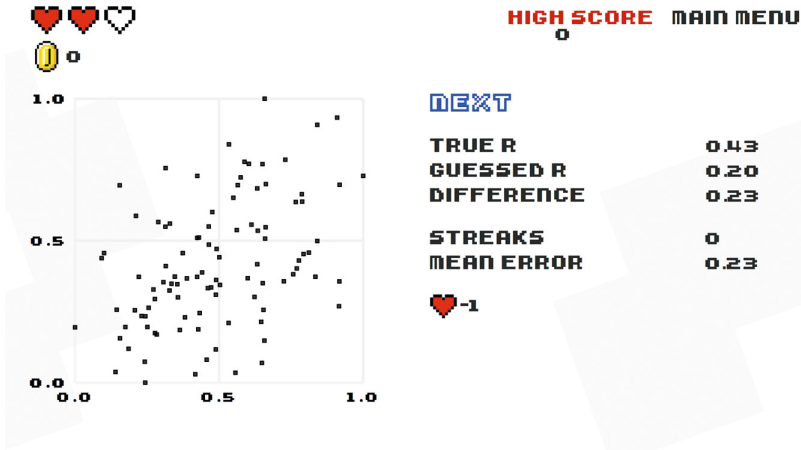 HIGH SCORE MAIN MENU
0
0
1.0
0.5
0.0
0.0 0.5 1.0
NEXT
TRUE R 0.43
GUESSED R 0.20
DIFFERENCE 0.23
STREAKS 0
MEAN ERROR 0.23
-1